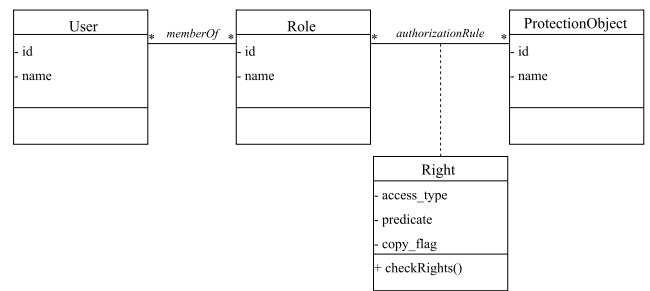 User
- id
- name
* memberOf *
Role
- id
- name
* authorizationRule *
ProtectionObject
- id
- name
Right
- access_type
- predicate
- copy_flag
+ checkRights()